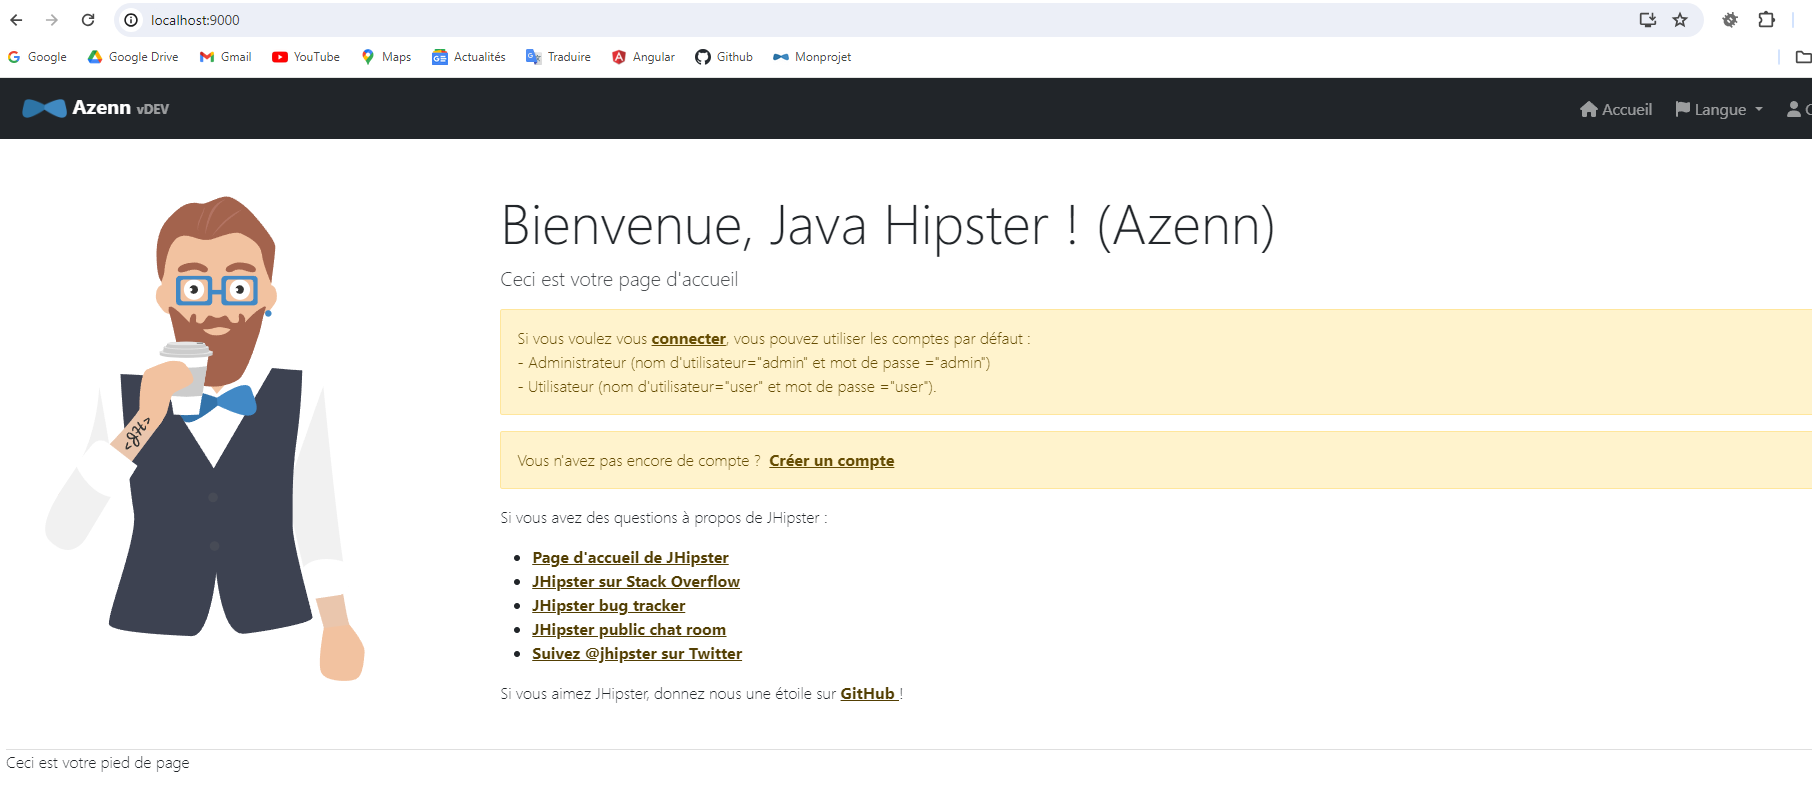 localhost:9000
Google Google Drive Gmail YouTube Maps Actualités Traduire Angular Github Monprojet
Azenn vDEV Accueil Langue
Bienvenue, Java Hipster ! (Azenn)
Ceci est votre page d'accueil
Si vous voulez vous connecter, vous pouvez utiliser les comptes par défaut :
- Administrateur (nom d'utilisateur="admin" et mot de passe ="admin")
- Utilisateur (nom d'utilisateur="user" et mot de passe ="user").
<JH>
Vous n'avez pas encore de compte ? Créer un compte
Si vous avez des questions à propos de JHipster :
Page d'accueil de JHipster
JHipster sur Stack Overflow
JHipster bug tracker
JHipster public chat room
Suivez @jhipster sur Twitter
Si vous aimez JHipster, donnez nous une étoile sur GitHub !
Ceci est votre pied de page